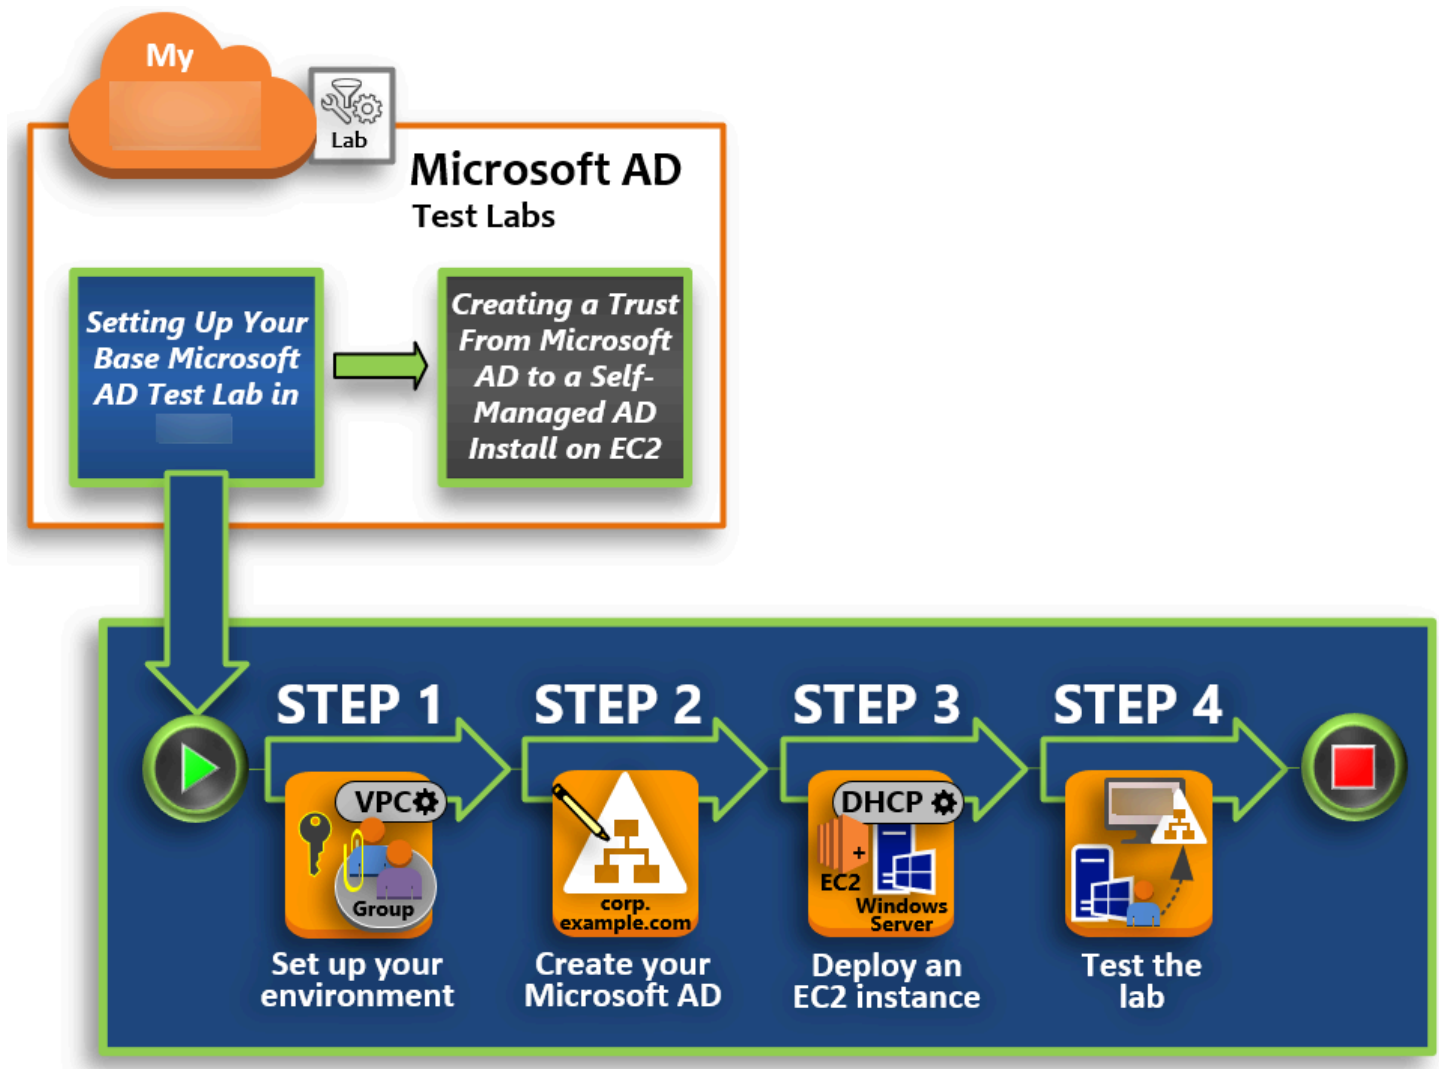 My
Lab
Microsoft AD
Test Labs
Setting Up Your
Base Microsoft
AD Test Lab in
Creating a Trust
From Microsoft
AD to a Self-
Managed AD
Install on EC2
STEP 1
VPC
Group
Set up your
environment
STEP 2
corp.
example.com
Create your
Microsoft AD
STEP 3
DHCP
EC2
+
Windows
Server
Deploy an
EC2 instance
STEP 4
Test the
lab